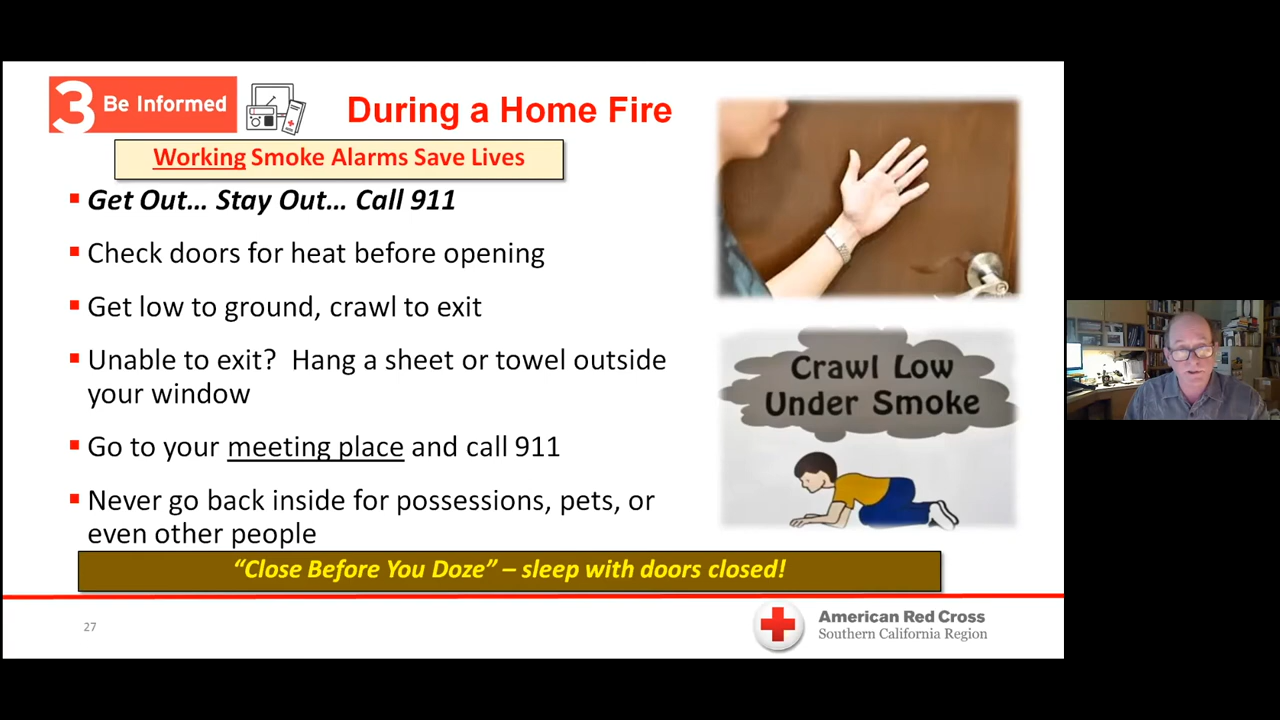 3 Be Informed
During a Home Fire
Working Smoke Alarms Save Lives
Get Out... Stay Out... Call 911
Check doors for heat before opening
Get low to ground, crawl to exit
Unable to exit? Hang a sheet or towel outside
your window
Go to your meeting place and call 911
Never go back inside for possessions, pets, or
even other people
“Close Before You Doze” – sleep with doors closed!
Crawl Low
Under Smoke
27
American Red Cross
Southern California Region